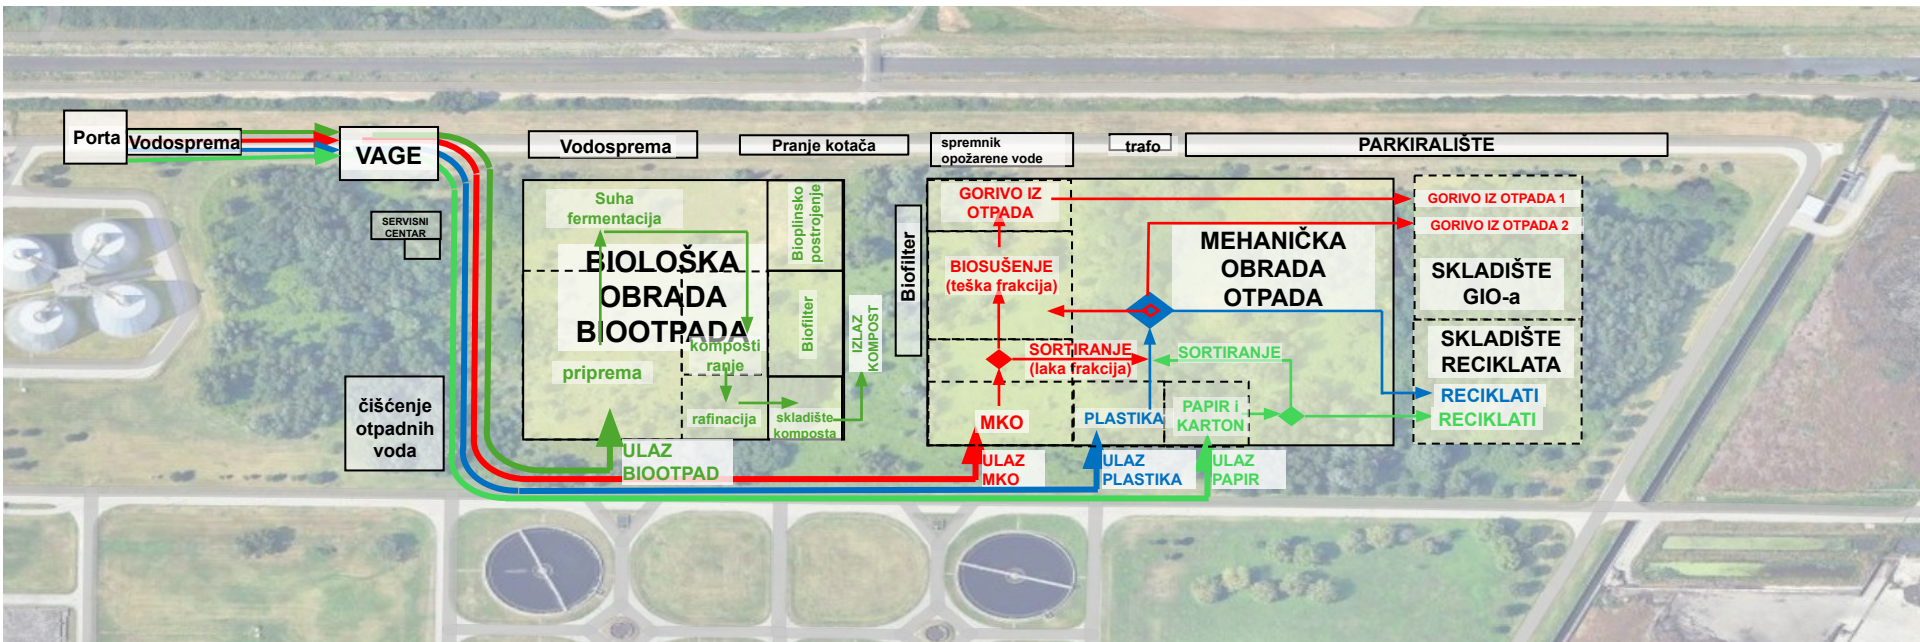 Porta
Vodosprema
VAGE
SERVISNI
CENTAR
čišćenje
otpadnih
voda
Vodosprema
Pranje kotača
spremnik
opožarene vode
trafo
PARKIRALIŠTE
Suha
fermentacija
BIOLOŠKA
OBRADA
BIOOTPADA
priprema
komposti
ranje
rafinacija
Bioplinsko
postrojenje
Biofilter
skladište
komposta
IZLAZ
KOMPOST
ULAZ
BIOOTPAD
Biofilter
GORIVO IZ
OTPADA
BIOSUŠENJE
(teška frakcija)
SORTIRANJE
(laka frakcija)
MKO
ULAZ
MKO
MEHANIČKA
OBRADA
OTPADA
SORTIRANJE
PLASTIKA
PAPIR i
KARTON
ULAZ
PLASTIKA
ULAZ
PAPIR
GORIVO IZ OTPADA 1
GORIVO IZ OTPADA 2
SKLADIŠTE
GIO-a
SKLADIŠTE
RECIKLATA
RECIKLATI
RECIKLATI